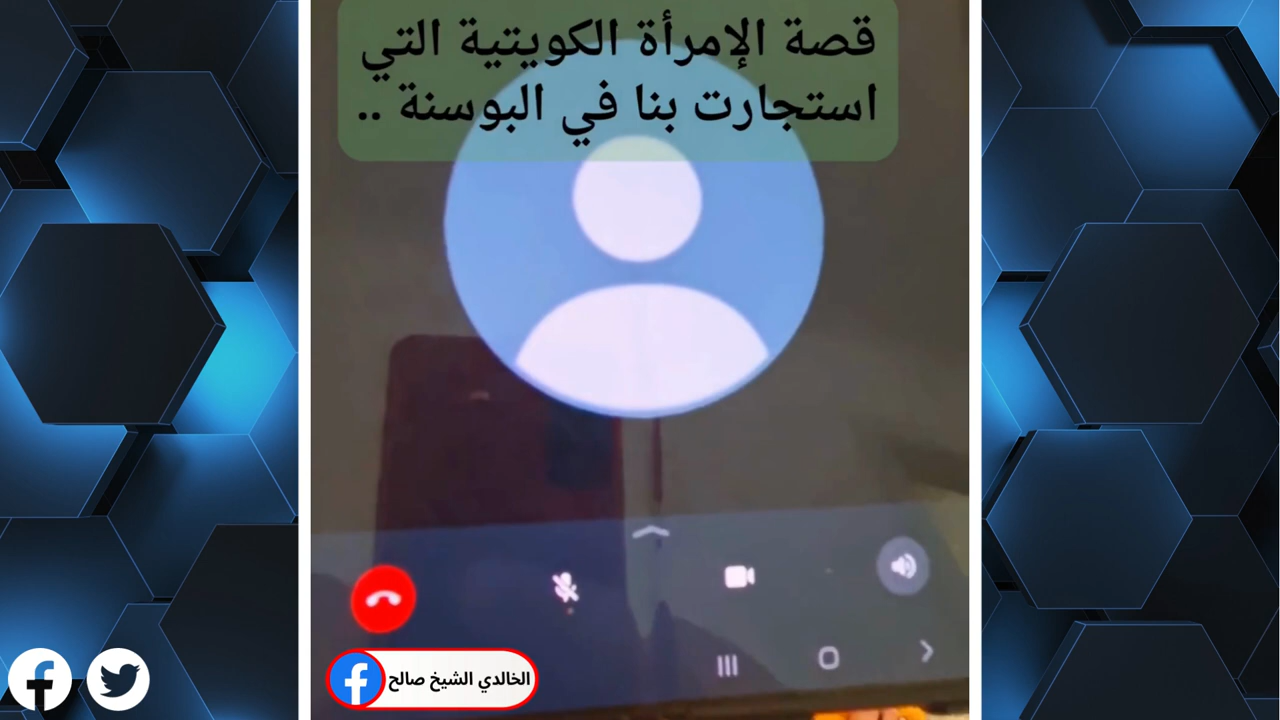 قصة الإمرأة الكويتية التي
استجارت بنا في البوسنة ..
الخالدي الشيخ صالح